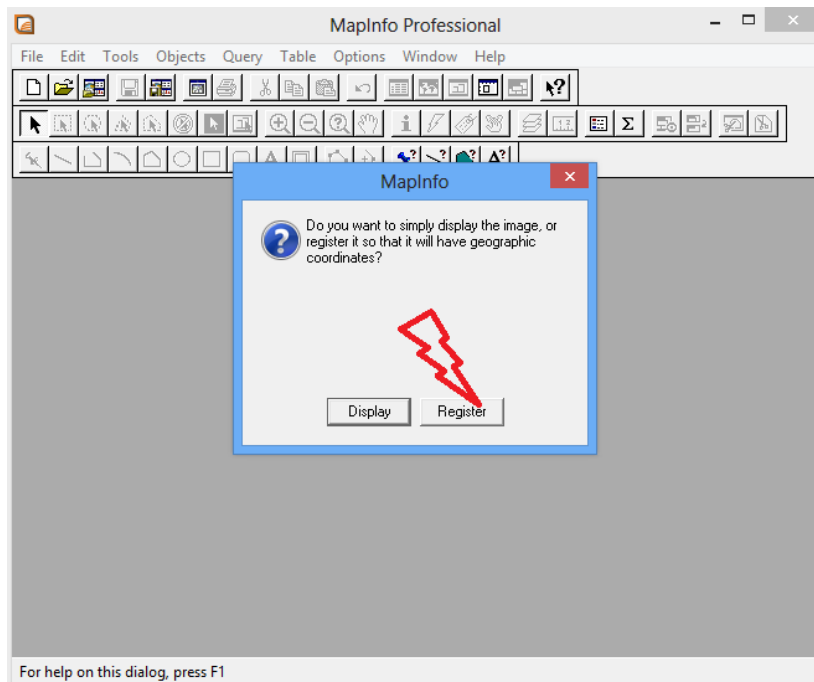 MapInfo Professional
File Edit Tools Objects Query Table Options Window Help
MapInfo
Do you want to simply display the image, or
register it so that it will have geographic
coordinates?
Display Register
For help on this dialog, press F1